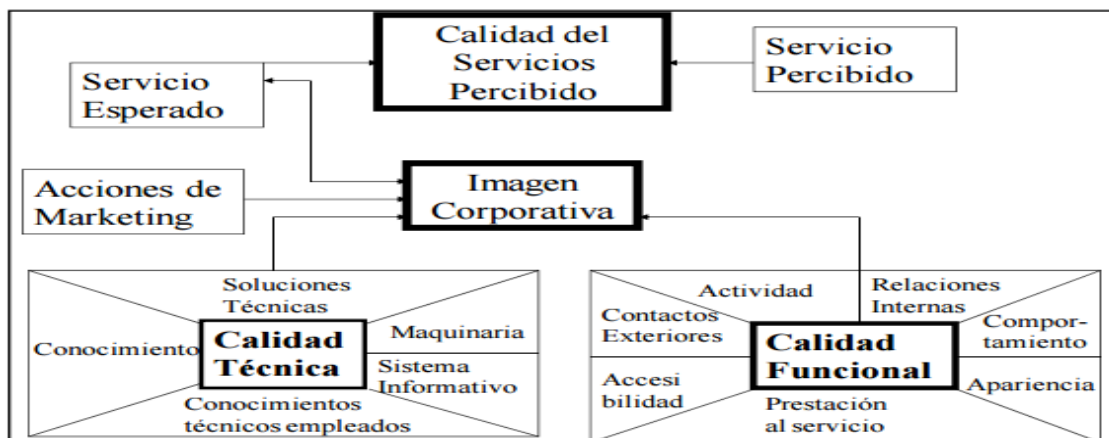 Calidad del
Servicios
Percibido
Servicio
Percibido
Servicio
Esperado
Imagen
Corporativa
Acciones de
Marketing
Soluciones
Técnicas
Conocimiento
Calidad
Técnica
Maquinaria
Sistema
Informativo
Conocimientos
técnicos empleados
Actividad
Relaciones
Internas
Contactos
Exteriores
Compor-
tamiento
Calidad
Funcional
Accesi
bilidad
Apariencia
Prestación
al servicio